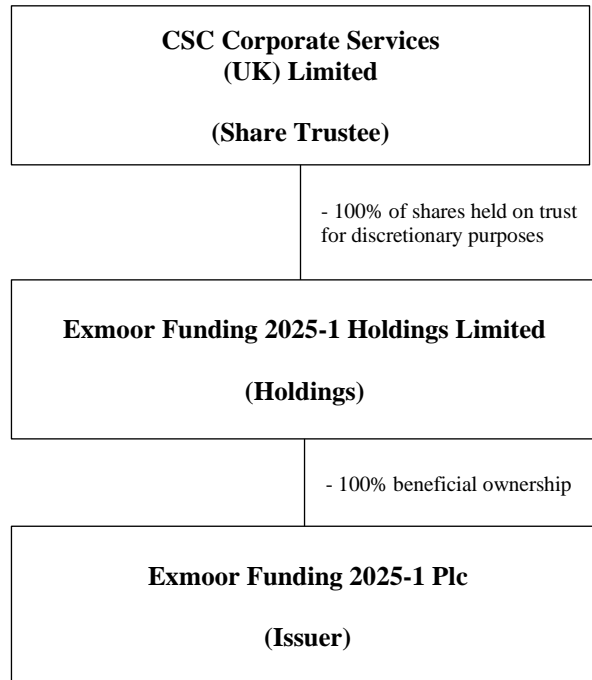 CSC Corporate Services
(UK) Limited
(Share Trustee)
- 100% of shares held on trust
for discretionary purposes
Exmoor Funding 2025-1 Holdings Limited
(Holdings)
- 100% beneficial ownership
Exmoor Funding 2025-1 Plc
(Issuer)